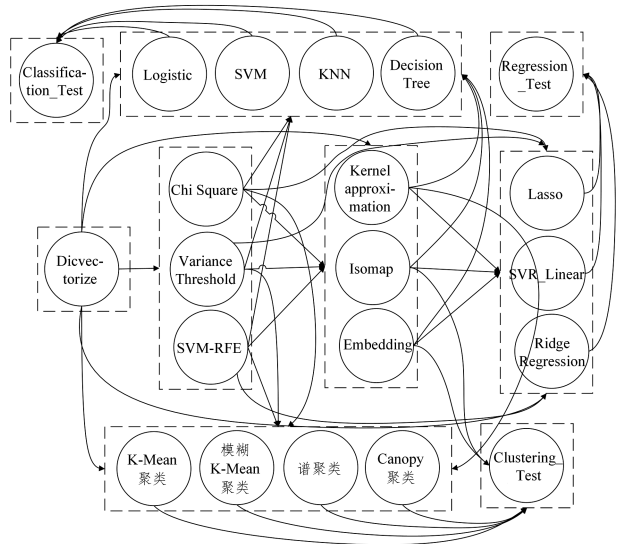 Classifica-
tion_Test
Logistic
SVM
KNN
Decision
Tree
Regression
_Test
Chi Square
Kernel
approxi-
mation
Lasso
Dicvec-
torize
Variance
Threshold
Isomap
SVR_Linear
SVM-RFE
Embedding
Ridge
Regression
K-Mean
聚类
模糊
K-Mean
聚类
谱聚类
Canopy
聚类
Clustering_
Test